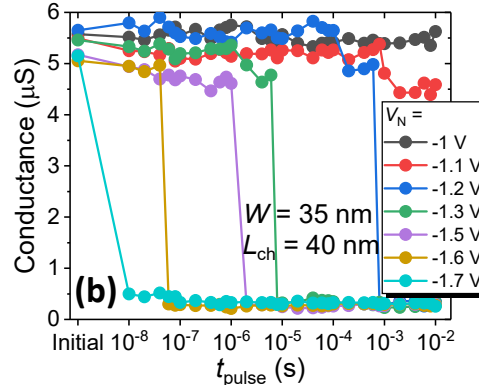 6
5
4
3
2
1
0
Conductance (µS)
V_N =
-1 V
-1.1 V
-1.2 V
-1.3 V
-1.5 V
-1.6 V
-1.7 V
W = 35 nm
L_ch = 40 nm
(b)
Initial 10^-8 10^-7 10^-6 10^-5 10^-4 10^-3 10^-2
t_pulse (s)